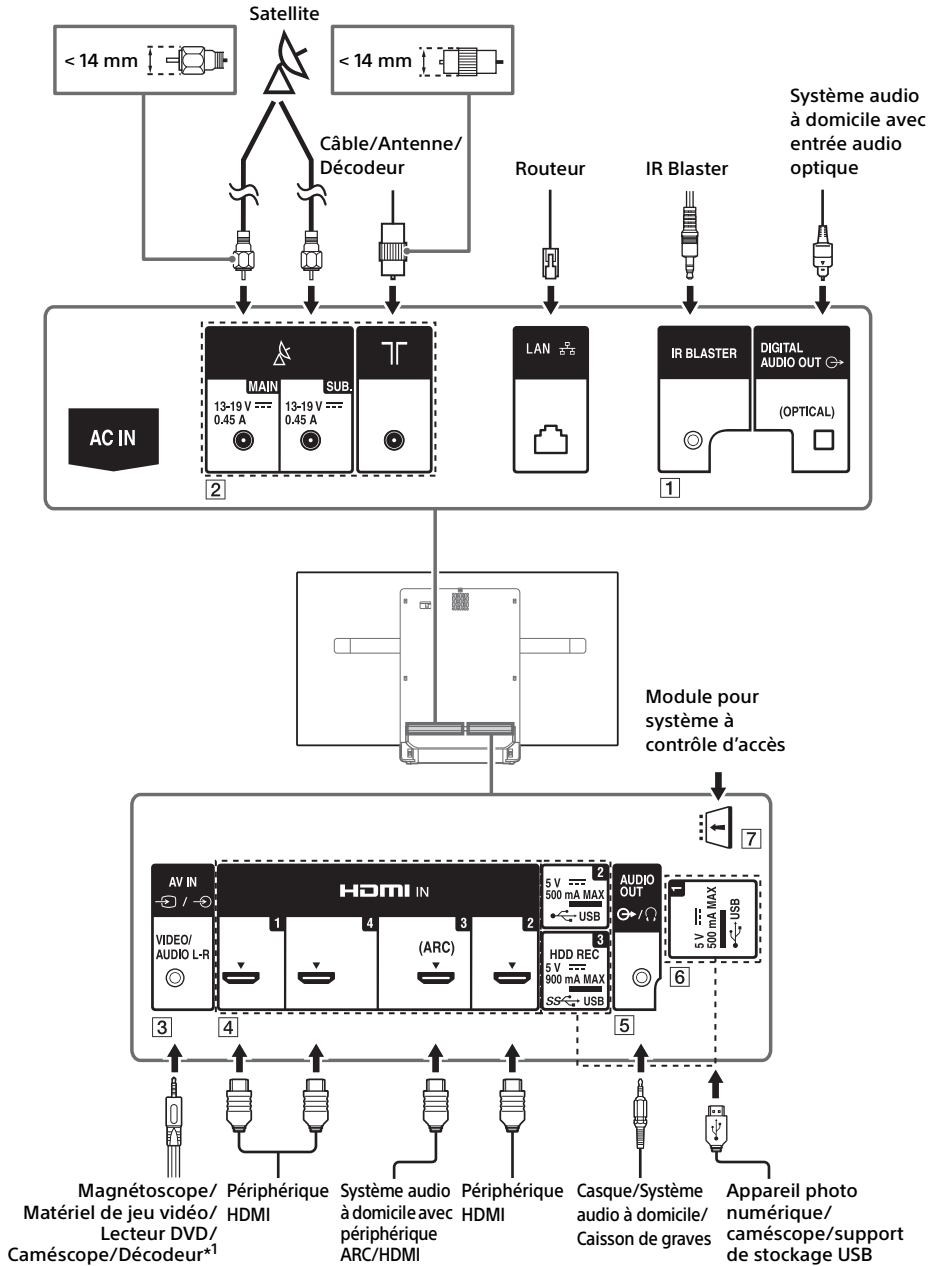 Satellite
< 14 mm
< 14 mm
Câble/Antenne/
Décodeur
Routeur
IR Blaster
Système audio
à domicile avec
entrée audio
optique
AC IN
MAIN
13-19 V
0.45 A
SUB.
13-19 V
0.45 A
2
LAN
IR BLASTER
1
DIGITAL
AUDIO OUT
(OPTICAL)
Module pour
système à
contrôle d'accès
7
AV IN
/
VIDEO/
AUDIO L-R
3
HDMI IN
1
4
3
(ARC)
2
4
2
5 V
500 mA MAX
USB
3
HDD REC
5 V
900 mA MAX
SS USB
AUDIO
OUT
/
5
1
5 V
500 mA MAX
USB
6
Magnétoscope/
Matériel de jeu vidéo/
Lecteur DVD/
Caméscope/Décodeur*1
Périphérique
HDMI
Système audio
à domicile avec
périphérique
ARC/HDMI
Périphérique
HDMI
Casque/Système
audio à domicile/
Caisson de graves
Appareil photo
numérique/
caméscope/support
de stockage USB